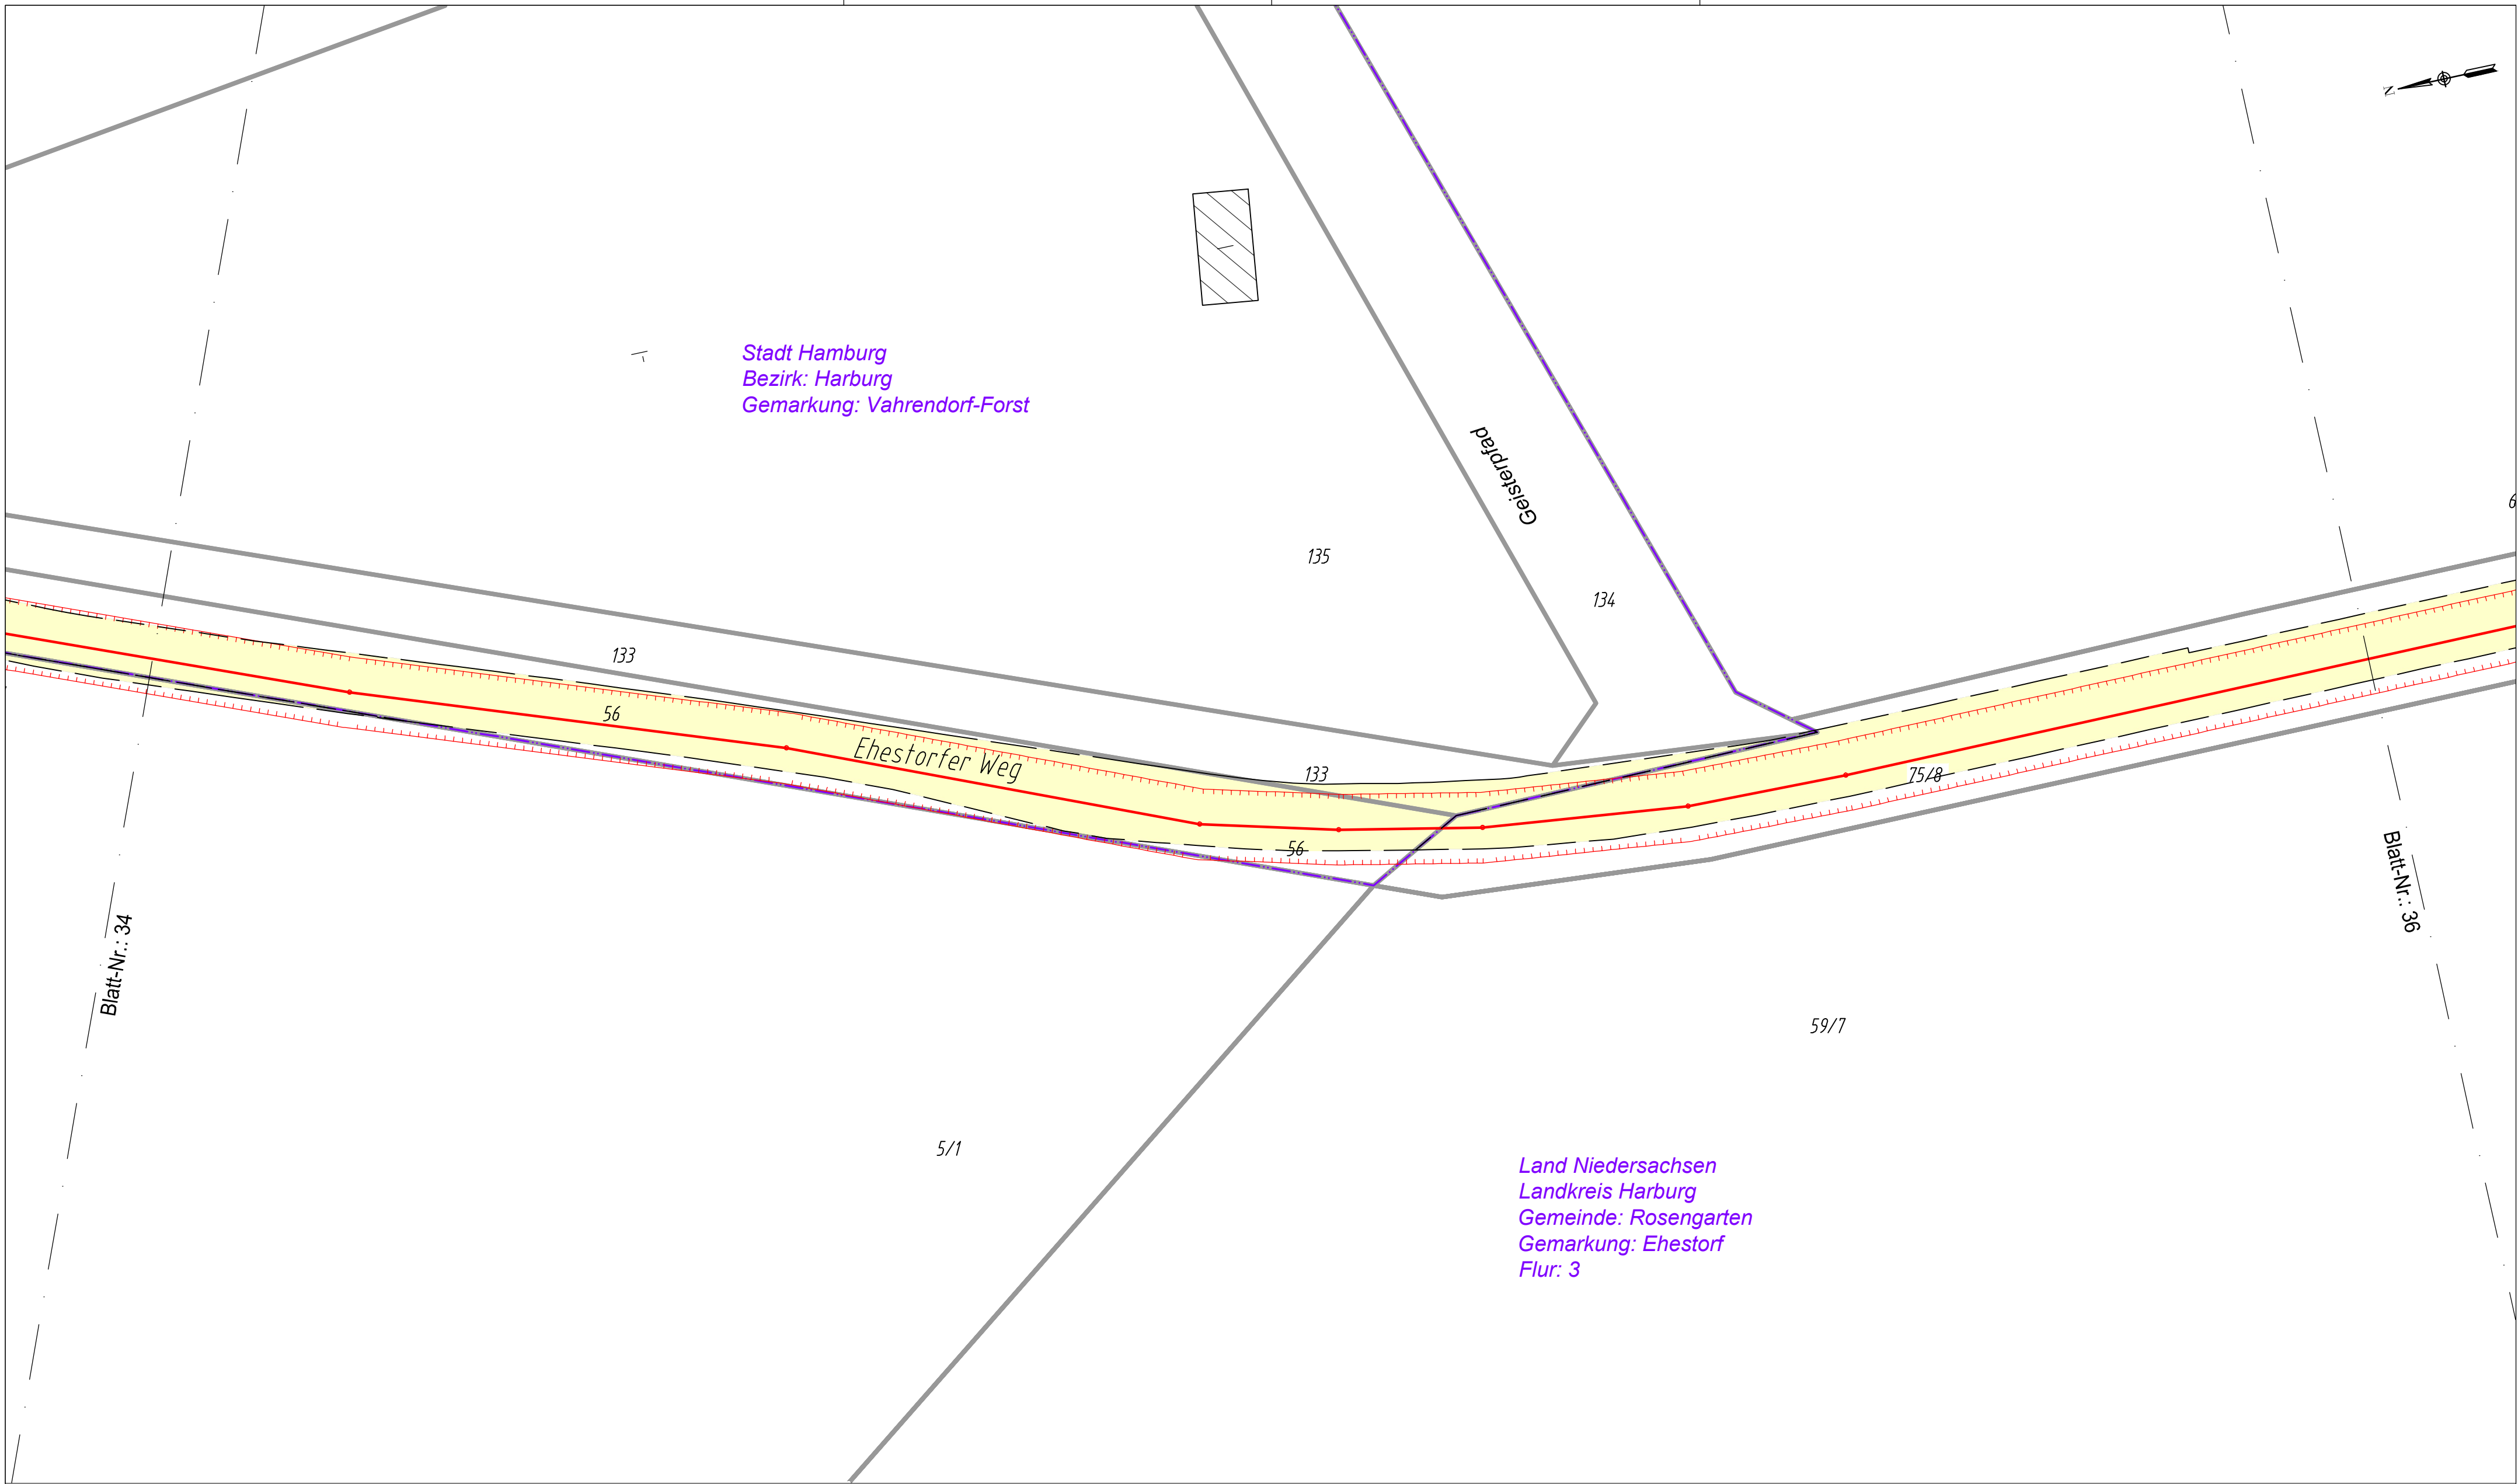 N
Stadt Hamburg
Bezirk: Harburg
Gemarkung: Vahrendorf-Forst
Geisterpfad
6
135
134
133
56
Ehestorfer Weg
133
75/8
56
Blatt-Nr.: 34
Blatt-Nr.: 36
59/7
5/1
Land Niedersachsen
Landkreis Harburg
Gemeinde: Rosengarten
Gemarkung: Ehestorf
Flur: 3